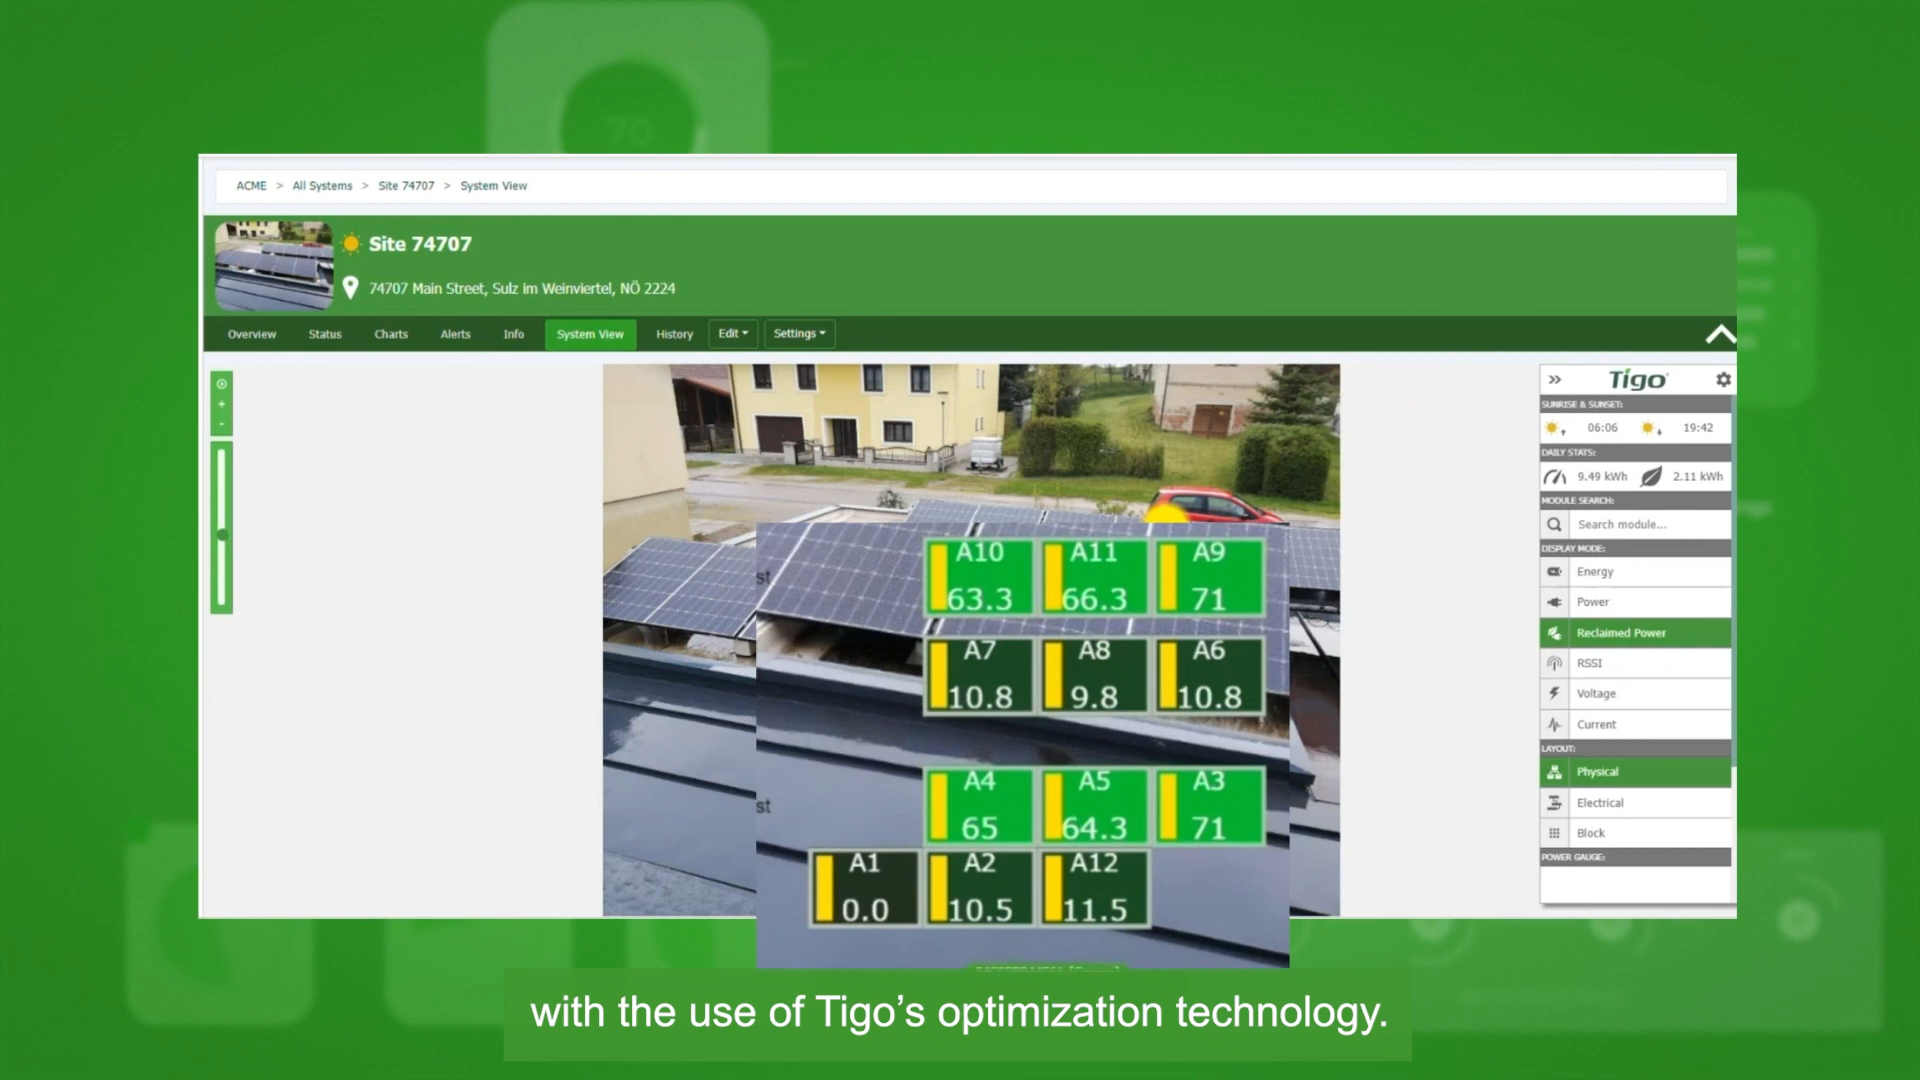 70
ACME > All Systems > Site 74707 > System View
Site 74707
74707 Main Street, Sulz im Weinviertel, NÖ 2224
Overview Status Charts Alerts Info System View History Edit Settings
Tigo
SUNRISE & SUNSET:
06:06 19:42
DAILY STATS:
9.49 kWh 2.11 kWh
MODULE SEARCH:
Search module...
DISPLAY MODE:
Energy
Power
Reclaimed Power
RSSI
Voltage
Current
LAYOUT:
Physical
Electrical
Block
POWER GAUGE:
st
A10 A11 A9
63.3 66.3 71
A7 A8 A6
10.8 9.8 10.8
st
A4 A5 A3
65 64.3 71
A1 A2 A12
0.0 10.5 11.5
with the use of Tigo’s optimization technology.